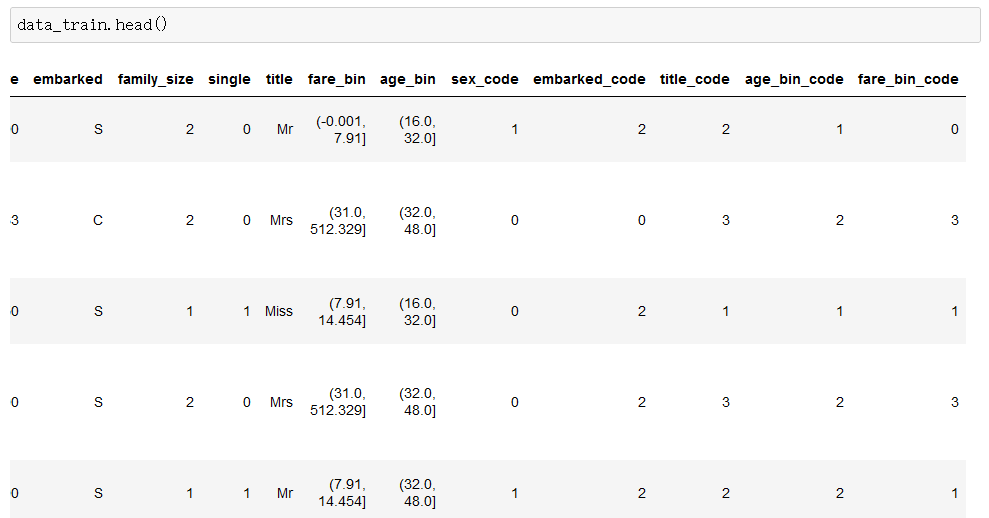 data_train.head()
e embarked family_size single title fare_bin age_bin sex_code embarked_code title_code age_bin_code fare_bin_code
0 S 2 0 Mr (-0.001, 7.91] (16.0, 32.0] 1 2 2 1 0
3 C 2 0 Mrs (31.0, 512.329] (32.0, 48.0] 0 0 3 2 3
0 S 1 1 Miss (7.91, 14.454] (16.0, 32.0] 0 2 1 1 1
0 S 2 0 Mrs (31.0, 512.329] (32.0, 48.0] 0 2 3 2 3
0 S 1 1 Mr (7.91, 14.454] (32.0, 48.0] 1 2 2 2 1